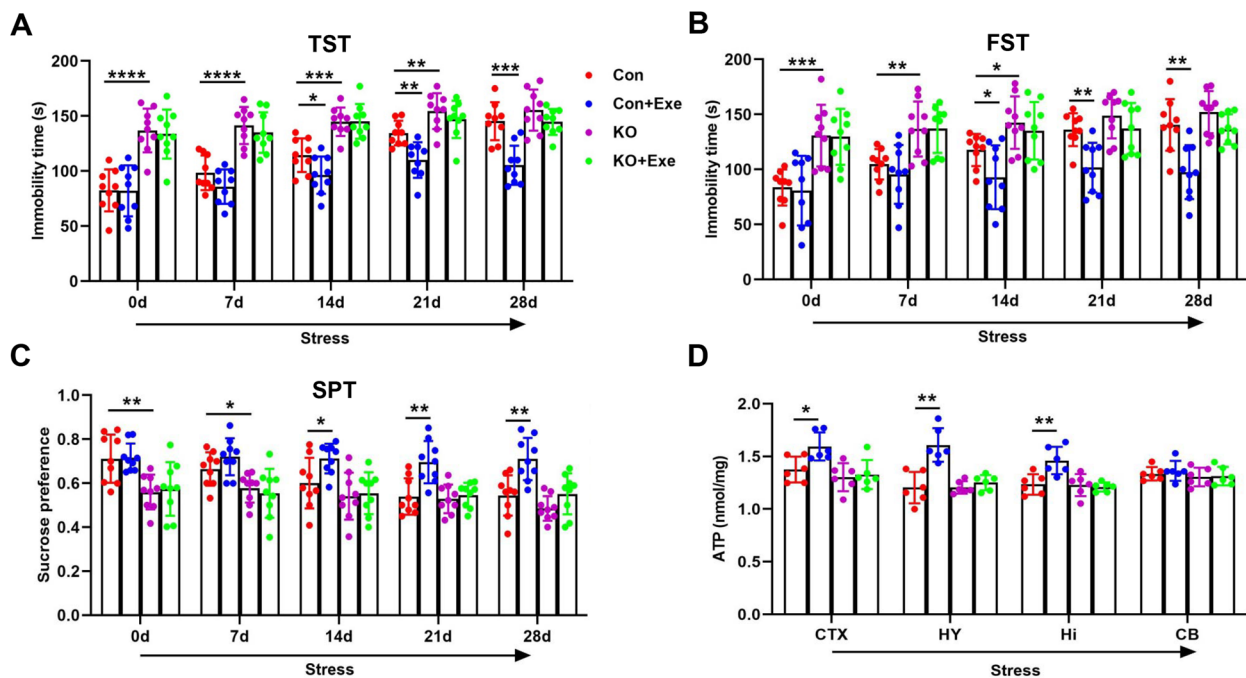 A
TST
**** **** *** ** ***
* **
Immobility time (s)
200
150
100
50
0
0d 7d 14d 21d 28d
Stress
Con
Con+Exe
KO
KO+Exe
B
FST
*** ** * ** **
*
Immobility time (s)
200
150
100
50
0
0d 7d 14d 21d 28d
Stress
C
SPT
** * * ** **
Sucrose preference
1.0
0.8
0.6
0.4
0.2
0.0
0d 7d 14d 21d 28d
Stress
D
* ** **
ATP (nmol/mg)
2.0
1.5
1.0
0.5
0.0
CTX HY Hi CB
Stress